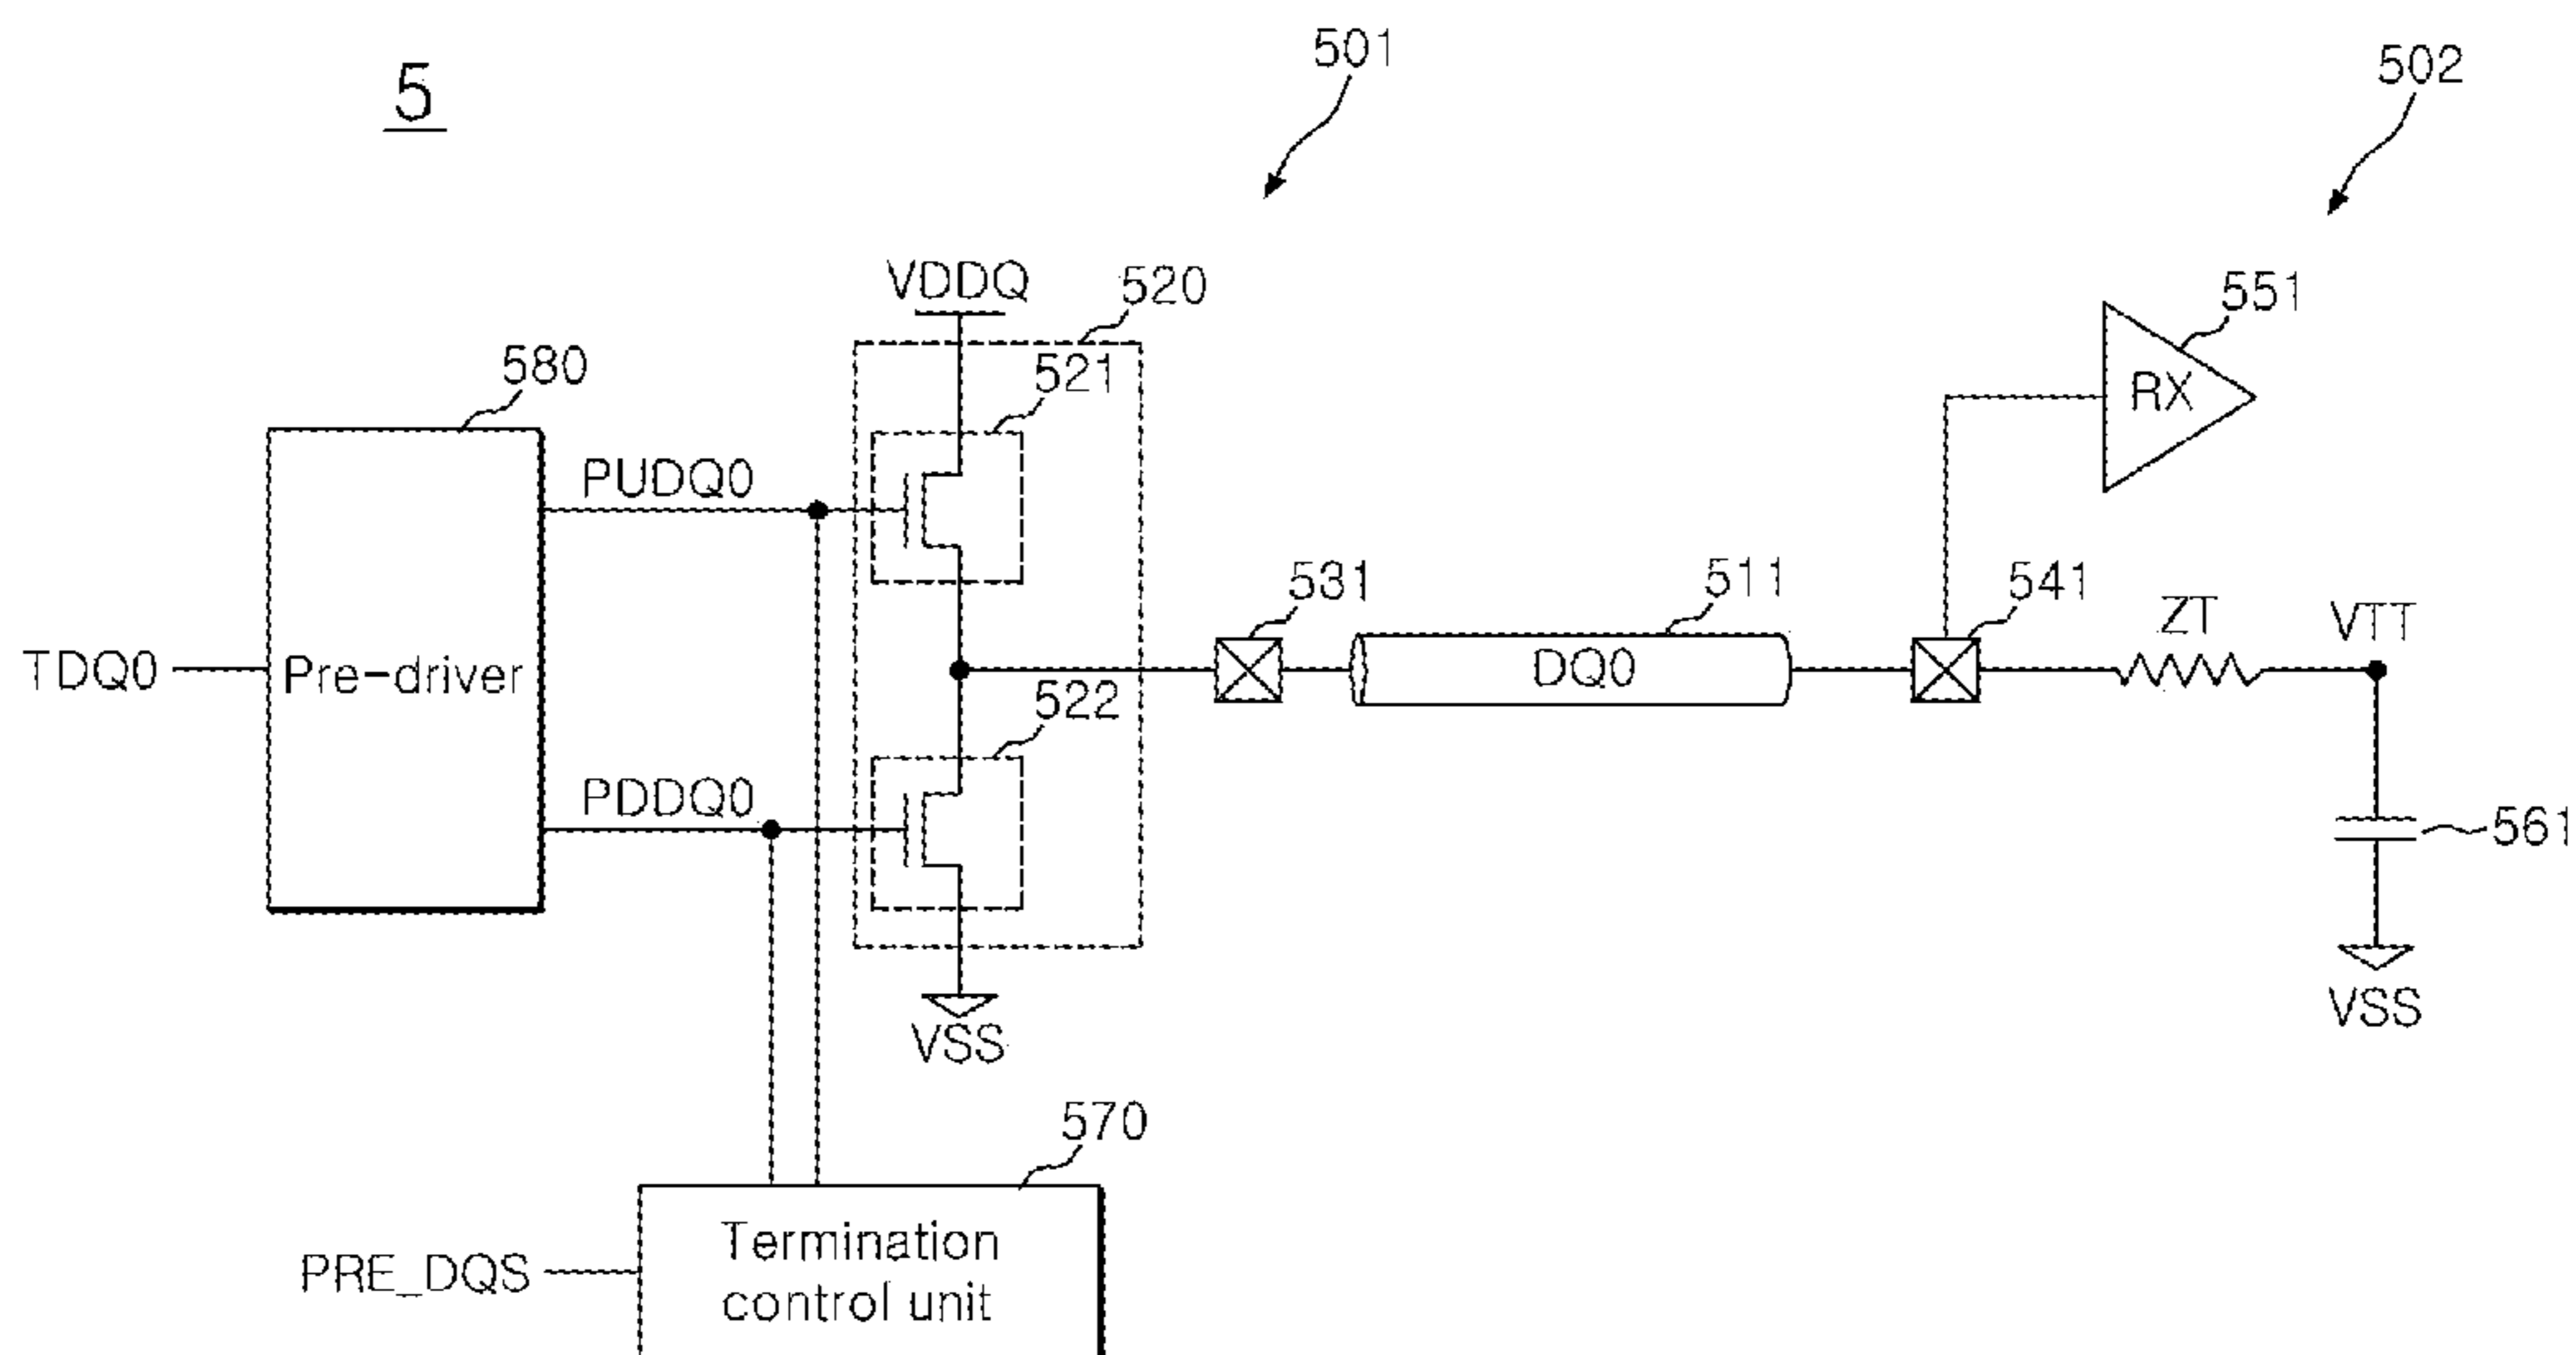 5
501
502
VDDQ
520
551
580
521
RX
PUDQ0
531
511
541
ZT
VTT
TDQ0
Pre-driver
DQ0
522
PDDQ0
561
VSS
VSS
570
Termination
control unit
PRE_DQS